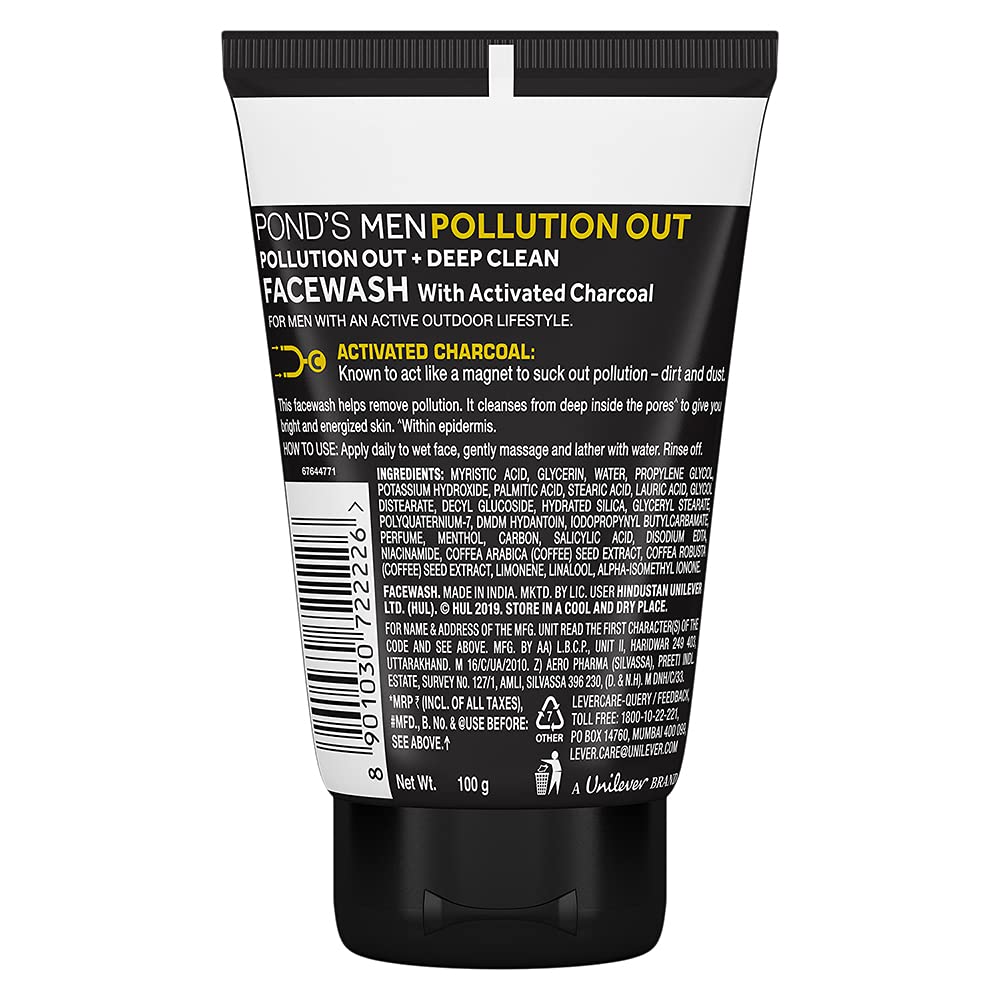 POND'S MEN POLLUTION OUT
POLLUTION OUT + DEEP CLEAN
FACEWASH With Activated Charcoal
FOR MEN WITH AN ACTIVE OUTDOOR LIFESTYLE.
ACTIVATED CHARCOAL:
Known to act like a magnet to suck out pollution – dirt and dust.
This facewash helps remove pollution. It cleanses from deep inside the pores^ to give you
bright and energized skin. ^Within epidermis.
HOW TO USE: Apply daily to wet face, gently massage and lather with water. Rinse off.
67644771
INGREDIENTS: MYRISTIC ACID, GLYCERIN, WATER, PROPYLENE GLYCOL,
POTASSIUM HYDROXIDE, PALMITIC ACID, STEARIC ACID, LAURIC ACID, GLYCOL
DISTEARATE, DECYL GLUCOSIDE, HYDRATED SILICA, GLYCERYL STEARATE,
POLYQUATERNIUM-7, DMDM HYDANTOIN, IODOPROPYNYL BUTYLCARBAMATE,
PERFUME, MENTHOL, CARBON, SALICYLIC ACID, DISODIUM EDTA,
NIACINAMIDE, COFFEA ARABICA (COFFEE) SEED EXTRACT, COFFEA ROBUSTA
(COFFEE) SEED EXTRACT, LIMONENE, LINALOOL, ALPHA-ISOMETHYL IONONE.
FACEWASH. MADE IN INDIA. MKTD. BY LIC. USER HINDUSTAN UNILEVER
LTD. (HUL). © HUL 2019. STORE IN A COOL AND DRY PLACE.
FOR NAME & ADDRESS OF THE MFG. UNIT READ THE FIRST CHARACTER(S) OF THE
CODE AND SEE ABOVE. MFG. BY AA) L.B.C.P., UNIT II, HARIDWAR 249 403,
UTTARAKHAND. M 16/C/UA/2010. Z) AERO PHARMA (SILVASSA), PREETI INDL.
ESTATE, SURVEY NO. 127/1, AMLI, SILVASSA 396 230, (D. & N.H). M DNH/C/33.
*MRP ₹ (INCL. OF ALL TAXES),
#MFD., B. No. & @USE BEFORE:
SEE ABOVE.↑
7
OTHER
LEVERCARE-QUERY / FEEDBACK,
TOLL FREE: 1800-10-22-221,
PO BOX 14760, MUMBAI 400 099,
LEVER.CARE@UNILEVER.COM
Net Wt. 100 g
A Unilever BRAND
8 901030 722226 >